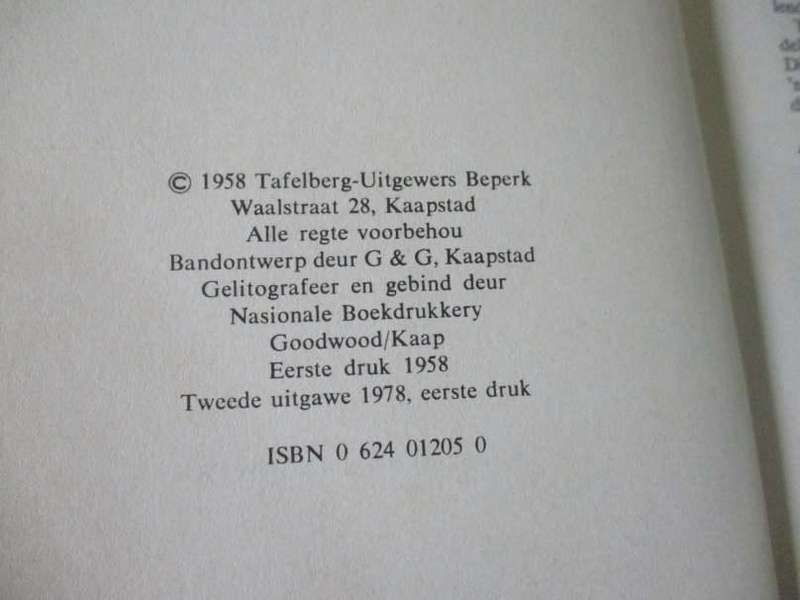 © 1958 Tafelberg-Uitgewers Beperk
Waalstraat 28, Kaapstad
Alle regte voorbehou
Bandontwerp deur G & G, Kaapstad
Gelitografeer en gebind deur
Nasionale Boekdrukkery
Goodwood/Kaap
Eerste druk 1958
Tweede uitgawe 1978, eerste druk
ISBN 0 624 01205 0